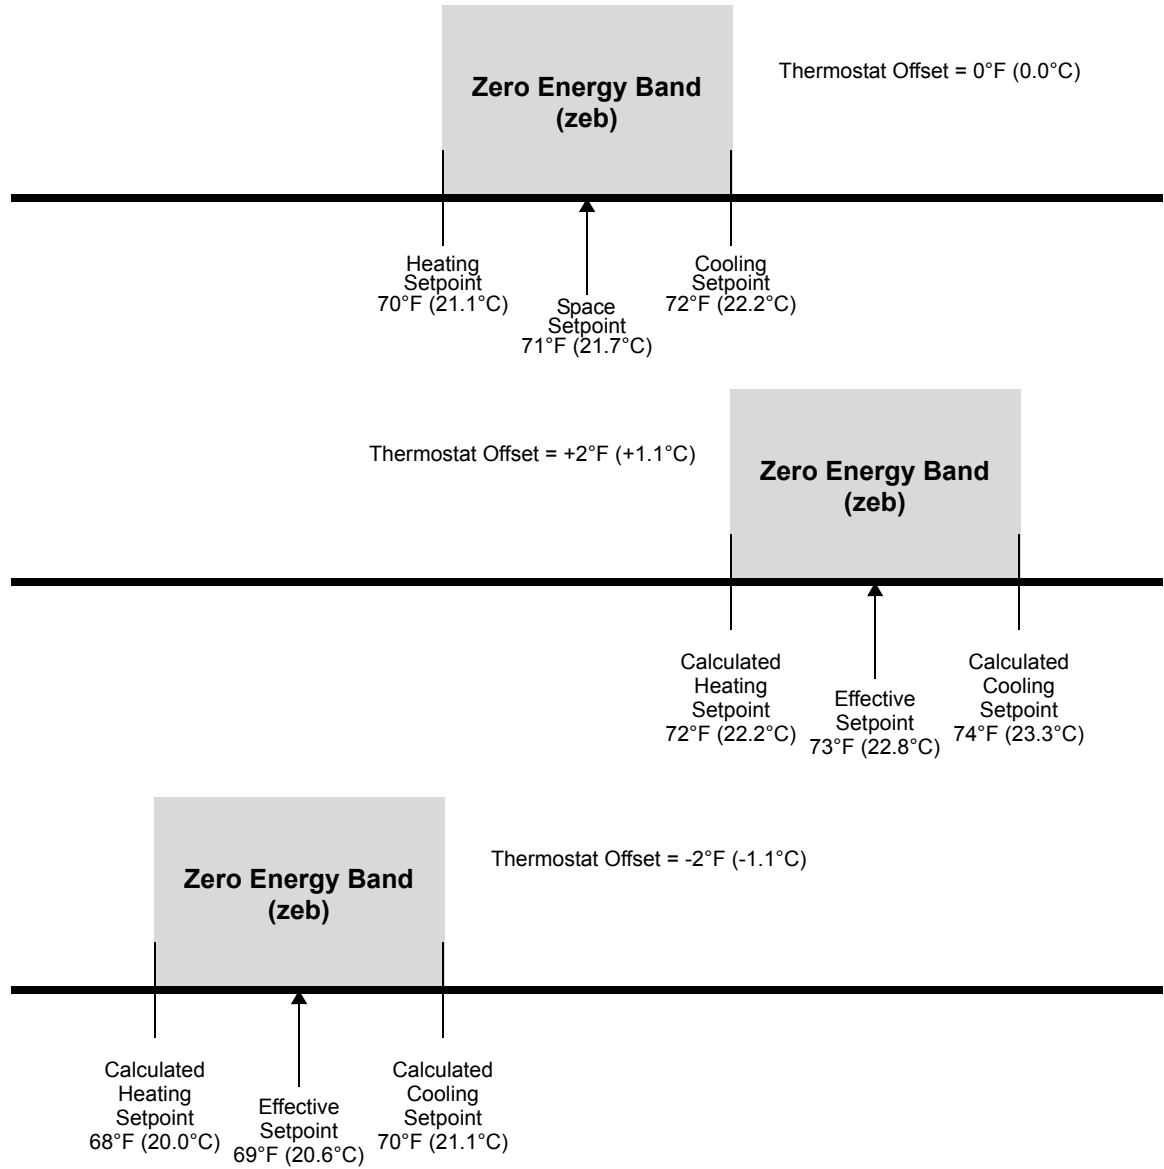 Zero Energy Band
(zeb)
Thermostat Offset = 0°F (0.0°C)
Heating
Setpoint
70°F (21.1°C)
Space
Setpoint
71°F (21.7°C)
Cooling
Setpoint
72°F (22.2°C)
Thermostat Offset = +2°F (+1.1°C)
Zero Energy Band
(zeb)
Calculated
Heating
Setpoint
72°F (22.2°C)
Effective
Setpoint
73°F (22.8°C)
Calculated
Cooling
Setpoint
74°F (23.3°C)
Zero Energy Band
(zeb)
Thermostat Offset = -2°F (-1.1°C)
Calculated
Heating
Setpoint
68°F (20.0°C)
Effective
Setpoint
69°F (20.6°C)
Calculated
Cooling
Setpoint
70°F (21.1°C)